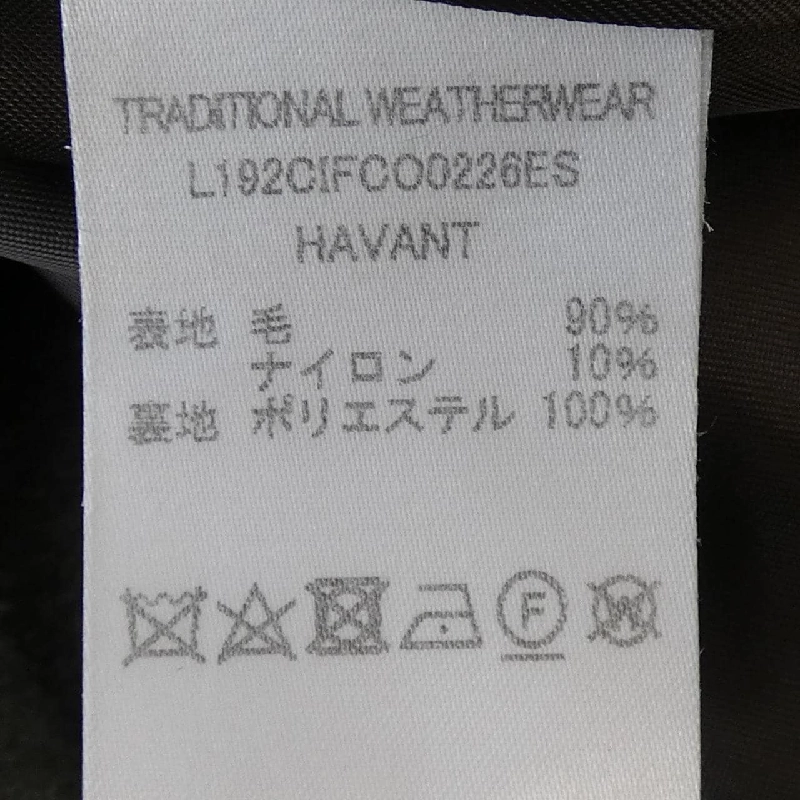 TRADITIONAL WEATHERWEAR
L192CIFCO0226ES
HAVANT
表地 毛 90%
ナイロン 10%
裏地 ポリエステル 100%
F
W